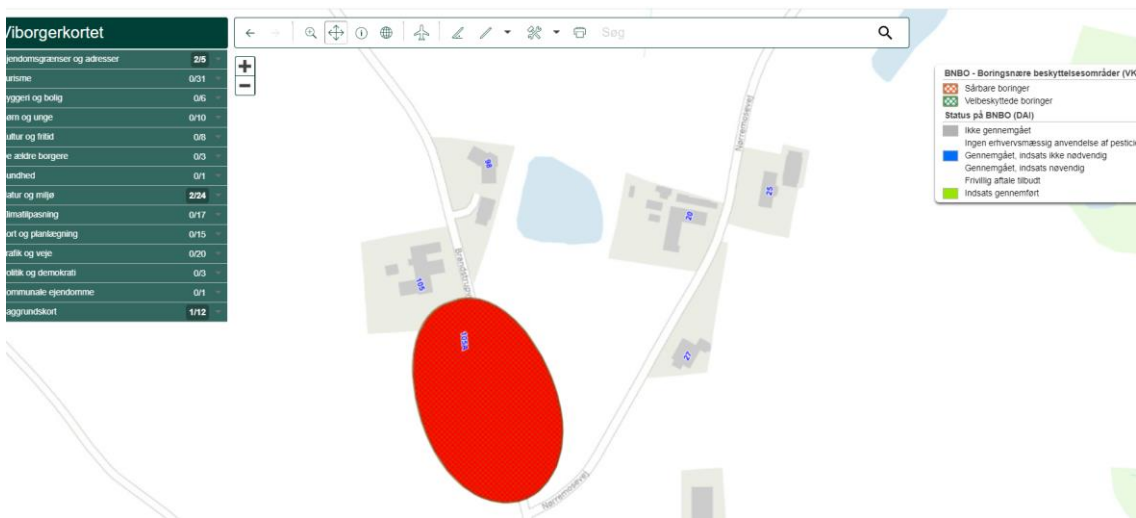 Viborgerkortet
jendomsgrænser og adresser 2/5
urisme 0/31
yggeri og bolig 0/6
ørn og unge 0/10
ultur og fritid 0/8
e ældre borgere 0/3
undhed 0/1
atur og miljø 2/24
limatilpasning 0/17
ort og planlægning 0/15
rafik og veje 0/20
olitik og demokrati 0/3
ommunale ejendomme 0/1
aggrundskort 1/12
Søg
+
−
BNBO - Boringsnære beskyttelsesområder (VK
Sårbare boringer
Velbeskyttede boringer
Status på BNBO (DAI)
Ikke gennemgået
Ingen erhvervsmæssig anvendelse af pesticid
Gennemgået, indsats ikke nødvendig
Gennemgået, indsats nøvendig
Frivillig aftale tilbudt
Indsats gennemført
Nørremosevej
98
25
20
105
27
Nørremosevej